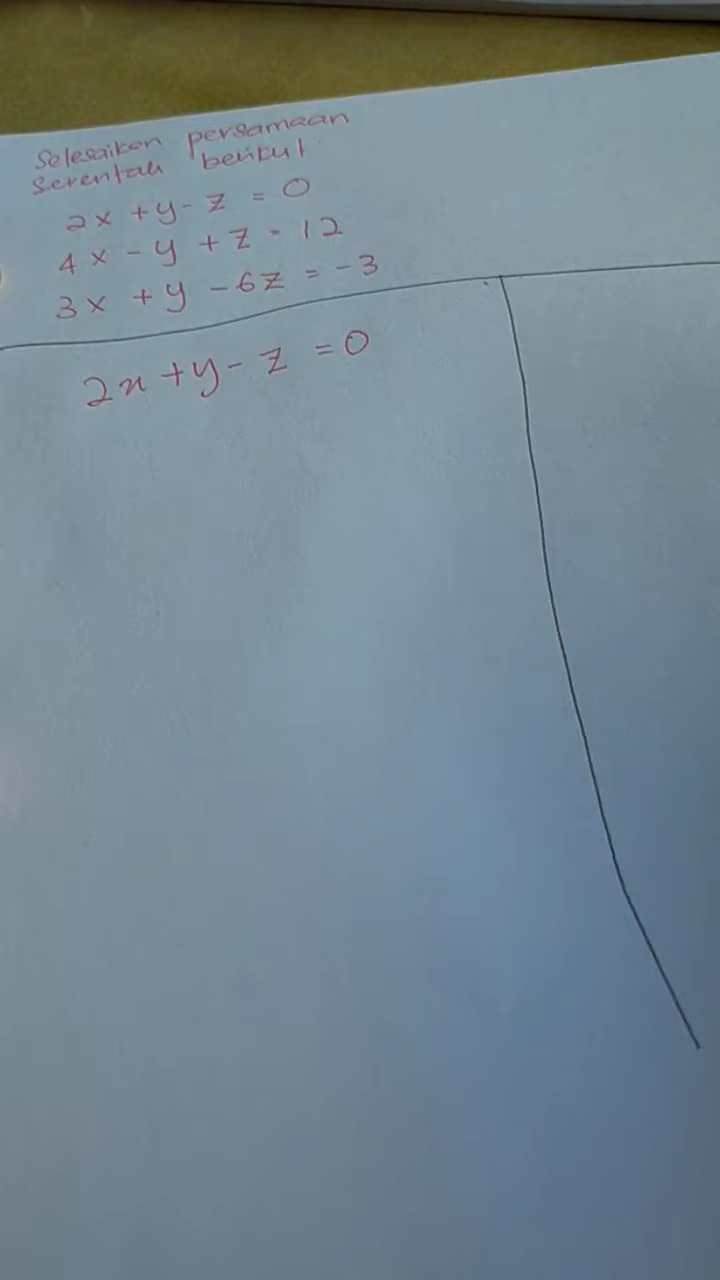 Selesaikan persamaan
serentak berikut
2x + y - z = 0
4x - y + z = 12
3x + y - 6z = -3
2x + y - z = 0